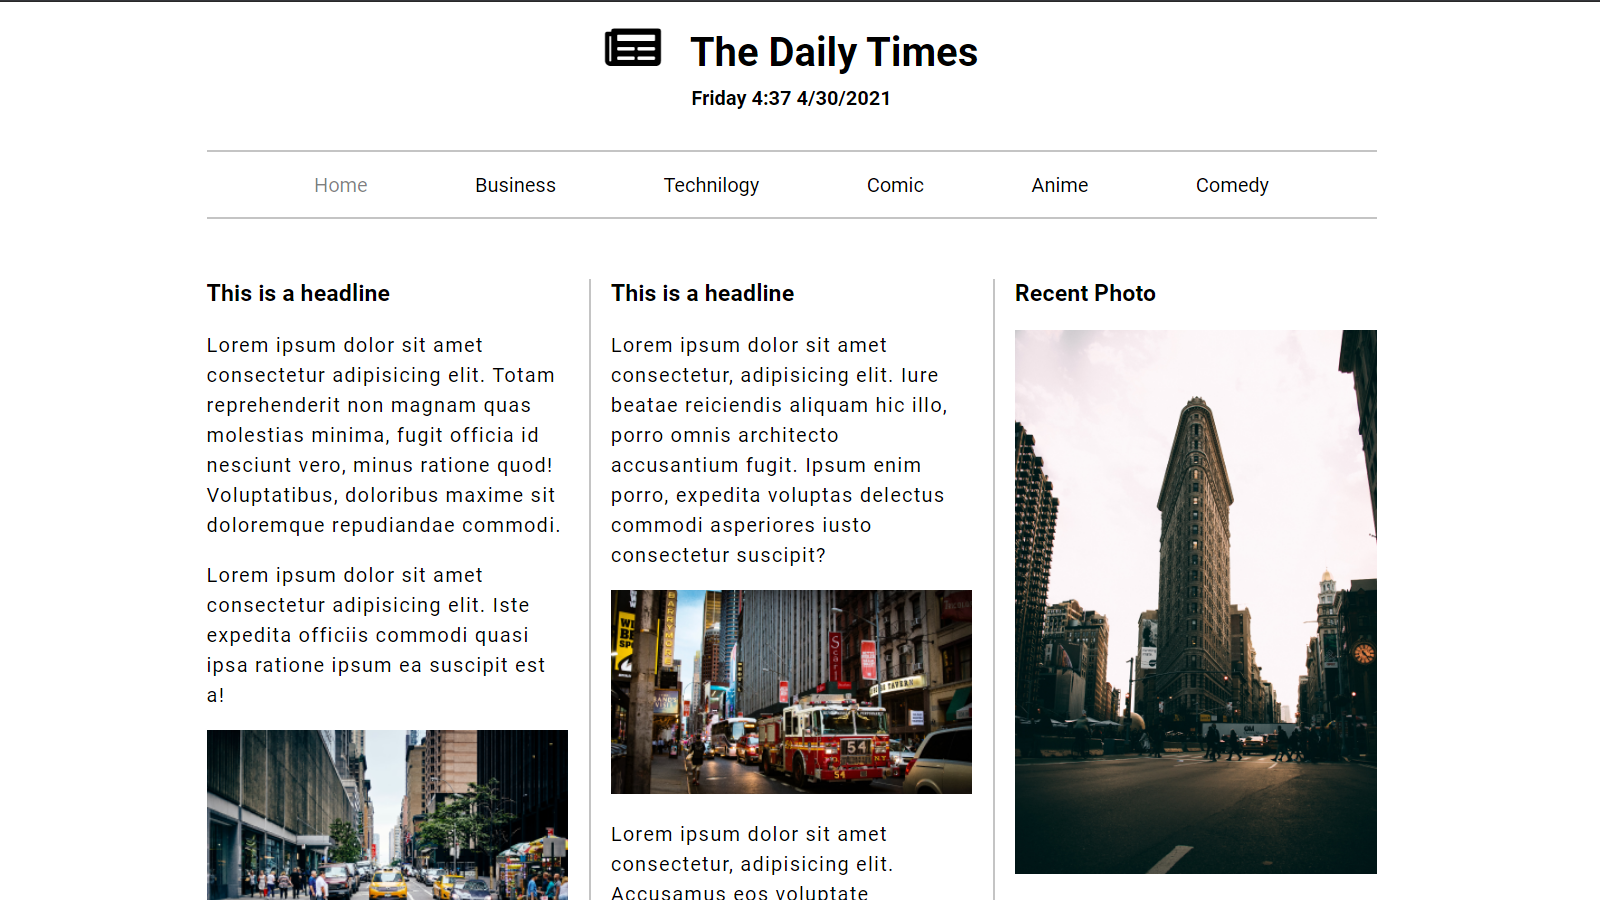 The Daily Times
Friday 4:37 4/30/2021
Home Business Technilogy Comic Anime Comedy
This is a headline
Lorem ipsum dolor sit amet
consectetur adipisicing elit. Totam
reprehenderit non magnam quas
molestias minima, fugit officia id
nesciunt vero, minus ratione quod!
Voluptatibus, doloribus maxime sit
doloremque repudiandae commodi.
Lorem ipsum dolor sit amet
consectetur adipisicing elit. Iste
expedita officiis commodi quasi
ipsa ratione ipsum ea suscipit est
a!
This is a headline
Lorem ipsum dolor sit amet
consectetur, adipisicing elit. Iure
beatae reiciendis aliquam hic illo,
porro omnis architecto
accusantium fugit. Ipsum enim
porro, expedita voluptas delectus
commodi asperiores iusto
consectetur suscipit?
BARRYMORE
TAVERN
54
54
N.Y.
Lorem ipsum dolor sit amet
consectetur, adipisicing elit.
Accusamus eos voluptate
Recent Photo